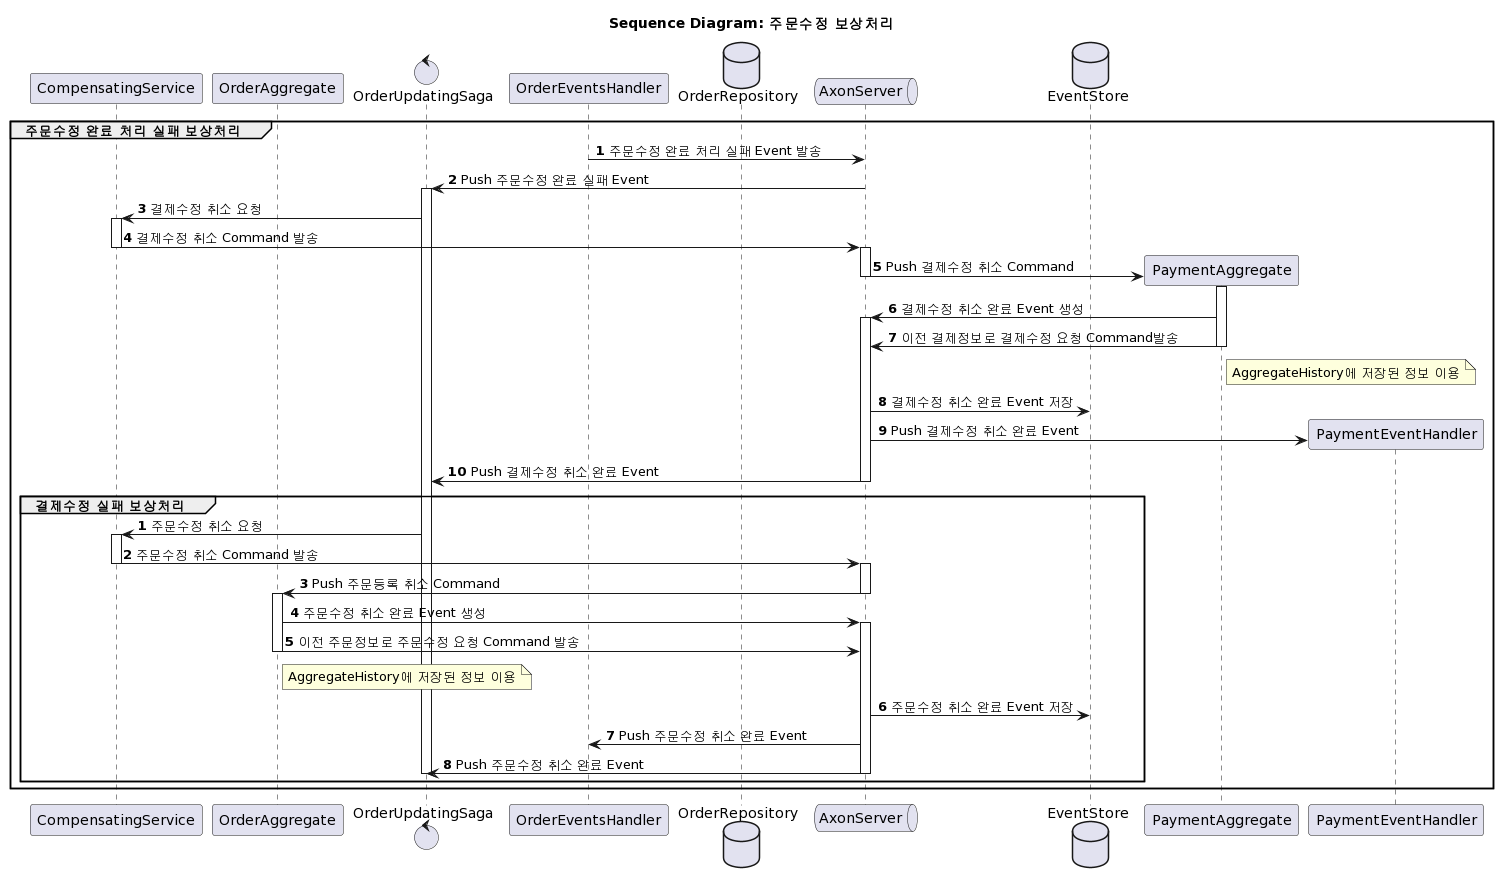 Sequence Diagram: 주문수정 보상처리
CompensatingService
OrderAggregate
OrderUpdatingSaga
OrderEventsHandler
OrderRepository
AxonServer
EventStore
주문수정 완료 처리 실패 보상처리
1 주문수정 완료 처리 실패 Event 발송
2 Push 주문수정 완료 실패 Event
3 결제수정 취소 요청
4 결제수정 취소 Command 발송
5 Push 결제수정 취소 Command
PaymentAggregate
6 결제수정 취소 완료 Event 생성
7 이전 결제정보로 결제수정 요청 Command발송
AggregateHistory에 저장된 정보 이용
8 결제수정 취소 완료 Event 저장
9 Push 결제수정 취소 완료 Event
PaymentEventHandler
10 Push 결제수정 취소 완료 Event
결제수정 실패 보상처리
1 주문수정 취소 요청
2 주문수정 취소 Command 발송
3 Push 주문등록 취소 Command
4 주문수정 취소 완료 Event 생성
5 이전 주문정보로 주문수정 요청 Command 발송
AggregateHistory에 저장된 정보 이용
6 주문수정 취소 완료 Event 저장
7 Push 주문수정 취소 완료 Event
8 Push 주문수정 취소 완료 Event
CompensatingService
OrderAggregate
OrderUpdatingSaga
OrderEventsHandler
OrderRepository
AxonServer
EventStore
PaymentAggregate
PaymentEventHandler